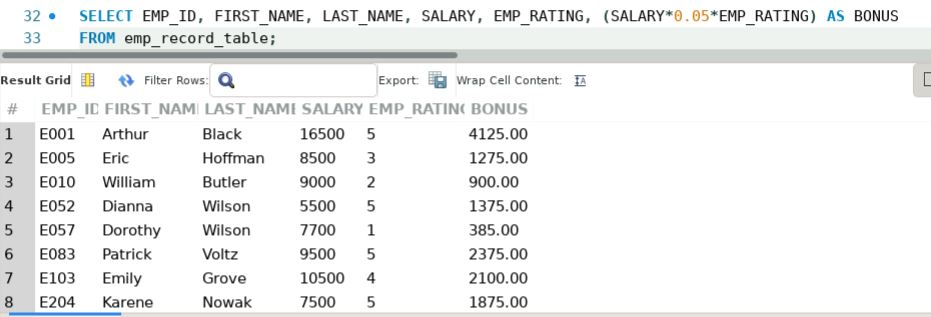 32 SELECT EMP_ID, FIRST_NAME, LAST_NAME, SALARY, EMP_RATING, (SALARY*0.05*EMP_RATING) AS BONUS
33 FROM emp_record_table;
Result Grid Filter Rows: Export: Wrap Cell Content:
# EMP_ID FIRST_NAM LAST_NAME SALARY EMP_RATING BONUS
1 E001 Arthur Black 16500 5 4125.00
2 E005 Eric Hoffman 8500 3 1275.00
3 E010 William Butler 9000 2 900.00
4 E052 Dianna Wilson 5500 5 1375.00
5 E057 Dorothy Wilson 7700 1 385.00
6 E083 Patrick Voltz 9500 5 2375.00
7 E103 Emily Grove 10500 4 2100.00
8 E204 Karene Nowak 7500 5 1875.00